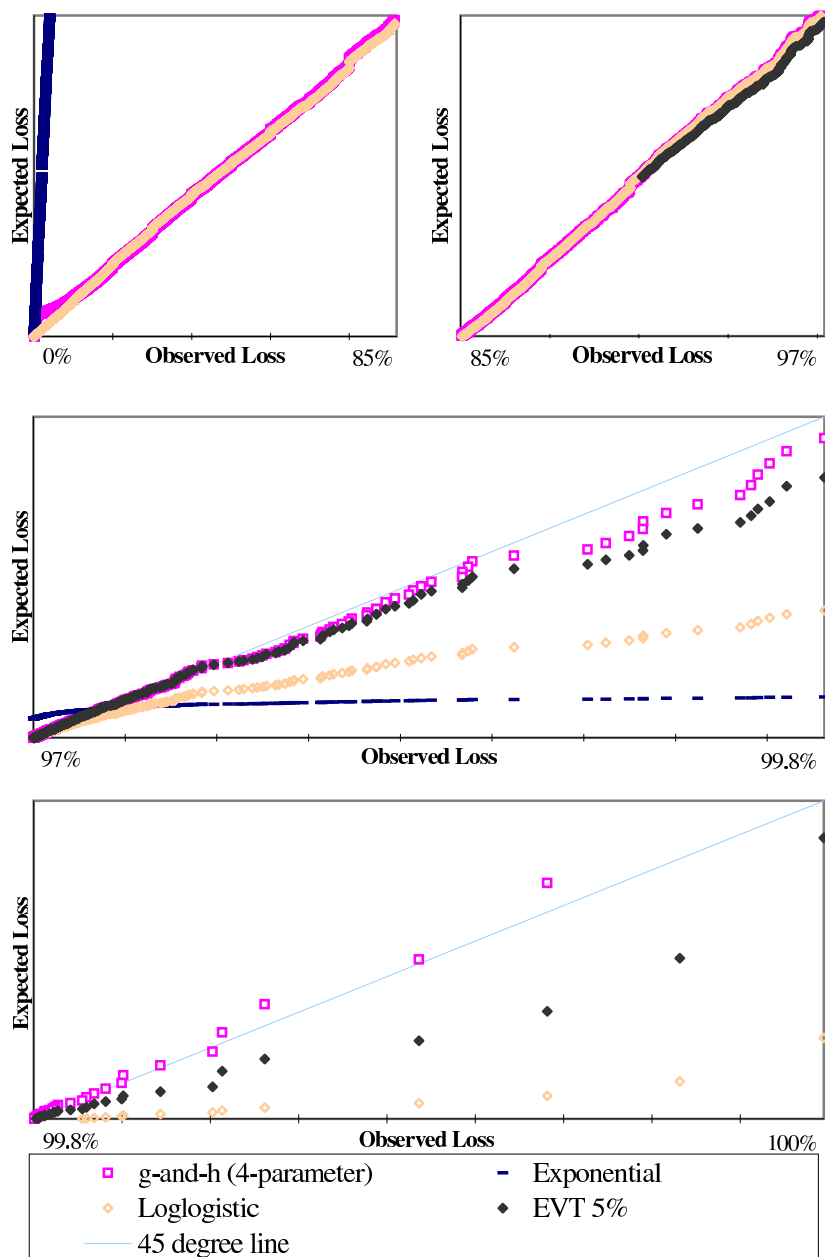 Expected Loss
0%
Observed Loss
85%
Expected Loss
85%
Observed Loss
97%
Expected Loss
97%
Observed Loss
99.8%
Expected Loss
99.8%
Observed Loss
100%
g-and-h (4-parameter)
Exponential
Loglogistic
EVT 5%
45 degree line